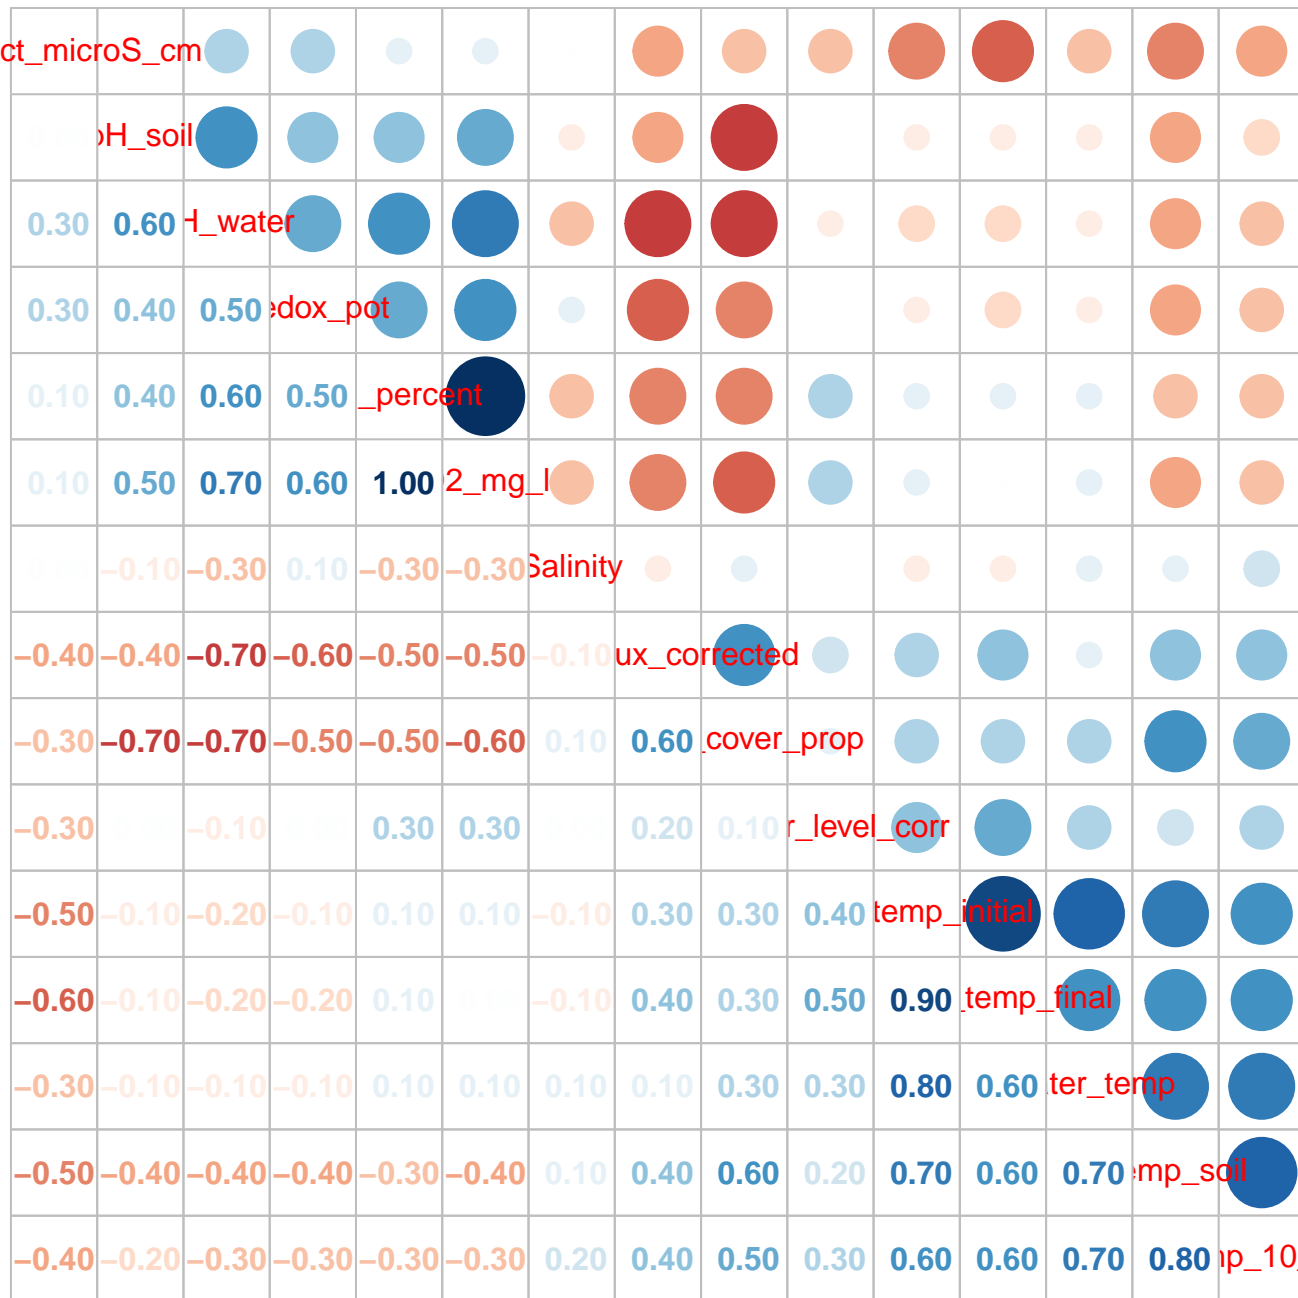 ct_microS_cm
H_soil
0.30 0.60 H_water
0.30 0.40 0.50 edox_pot
0.10 0.40 0.60 0.50 _percent
0.10 0.50 0.70 0.60 1.00 2_mg_l
−0.10 −0.30 0.10 −0.30 −0.30 Salinity
−0.40 −0.40 −0.70 −0.60 −0.50 −0.50 −0.10 ux_corrected
−0.30 −0.70 −0.70 −0.50 −0.50 −0.60 0.10 0.60 _cover_prop
−0.30 −0.10 0.30 0.30 0.20 0.10 r_level_corr
−0.50 −0.10 −0.20 −0.10 0.10 0.10 −0.10 0.30 0.30 0.40 temp_initial
−0.60 −0.10 −0.20 −0.20 0.10 −0.10 0.40 0.30 0.50 0.90 _temp_final
−0.30 −0.10 −0.10 −0.10 0.10 0.10 0.10 0.10 0.30 0.30 0.80 0.60 ter_temp
−0.50 −0.40 −0.40 −0.40 −0.30 −0.40 0.10 0.40 0.60 0.20 0.70 0.60 0.70 emp_soil
−0.40 −0.20 −0.30 −0.30 −0.30 −0.30 0.20 0.40 0.50 0.30 0.60 0.60 0.70 0.80 p_10_